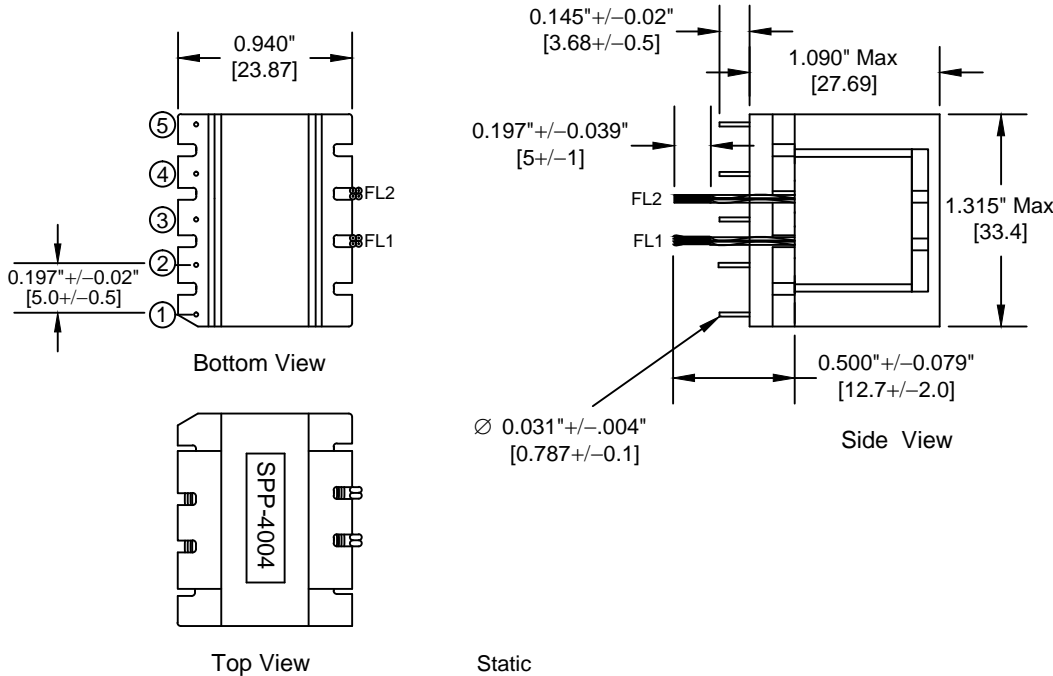 0.940"
[23.87]
5
4
3
2
1
FL2
FL1
0.197"+/−0.02"
[5.0+/−0.5]
Bottom View
0.145"+/−0.02"
[3.68+/−0.5]
1.090" Max
[27.69]
0.197"+/−0.039"
[5+/−1]
FL2
FL1
1.315" Max
[33.4]
0.500"+/−0.079"
[12.7+/−2.0]
∅ 0.031"+/−.004"
[0.787+/−0.1]
Side View
SPP-4004
Top View
Static